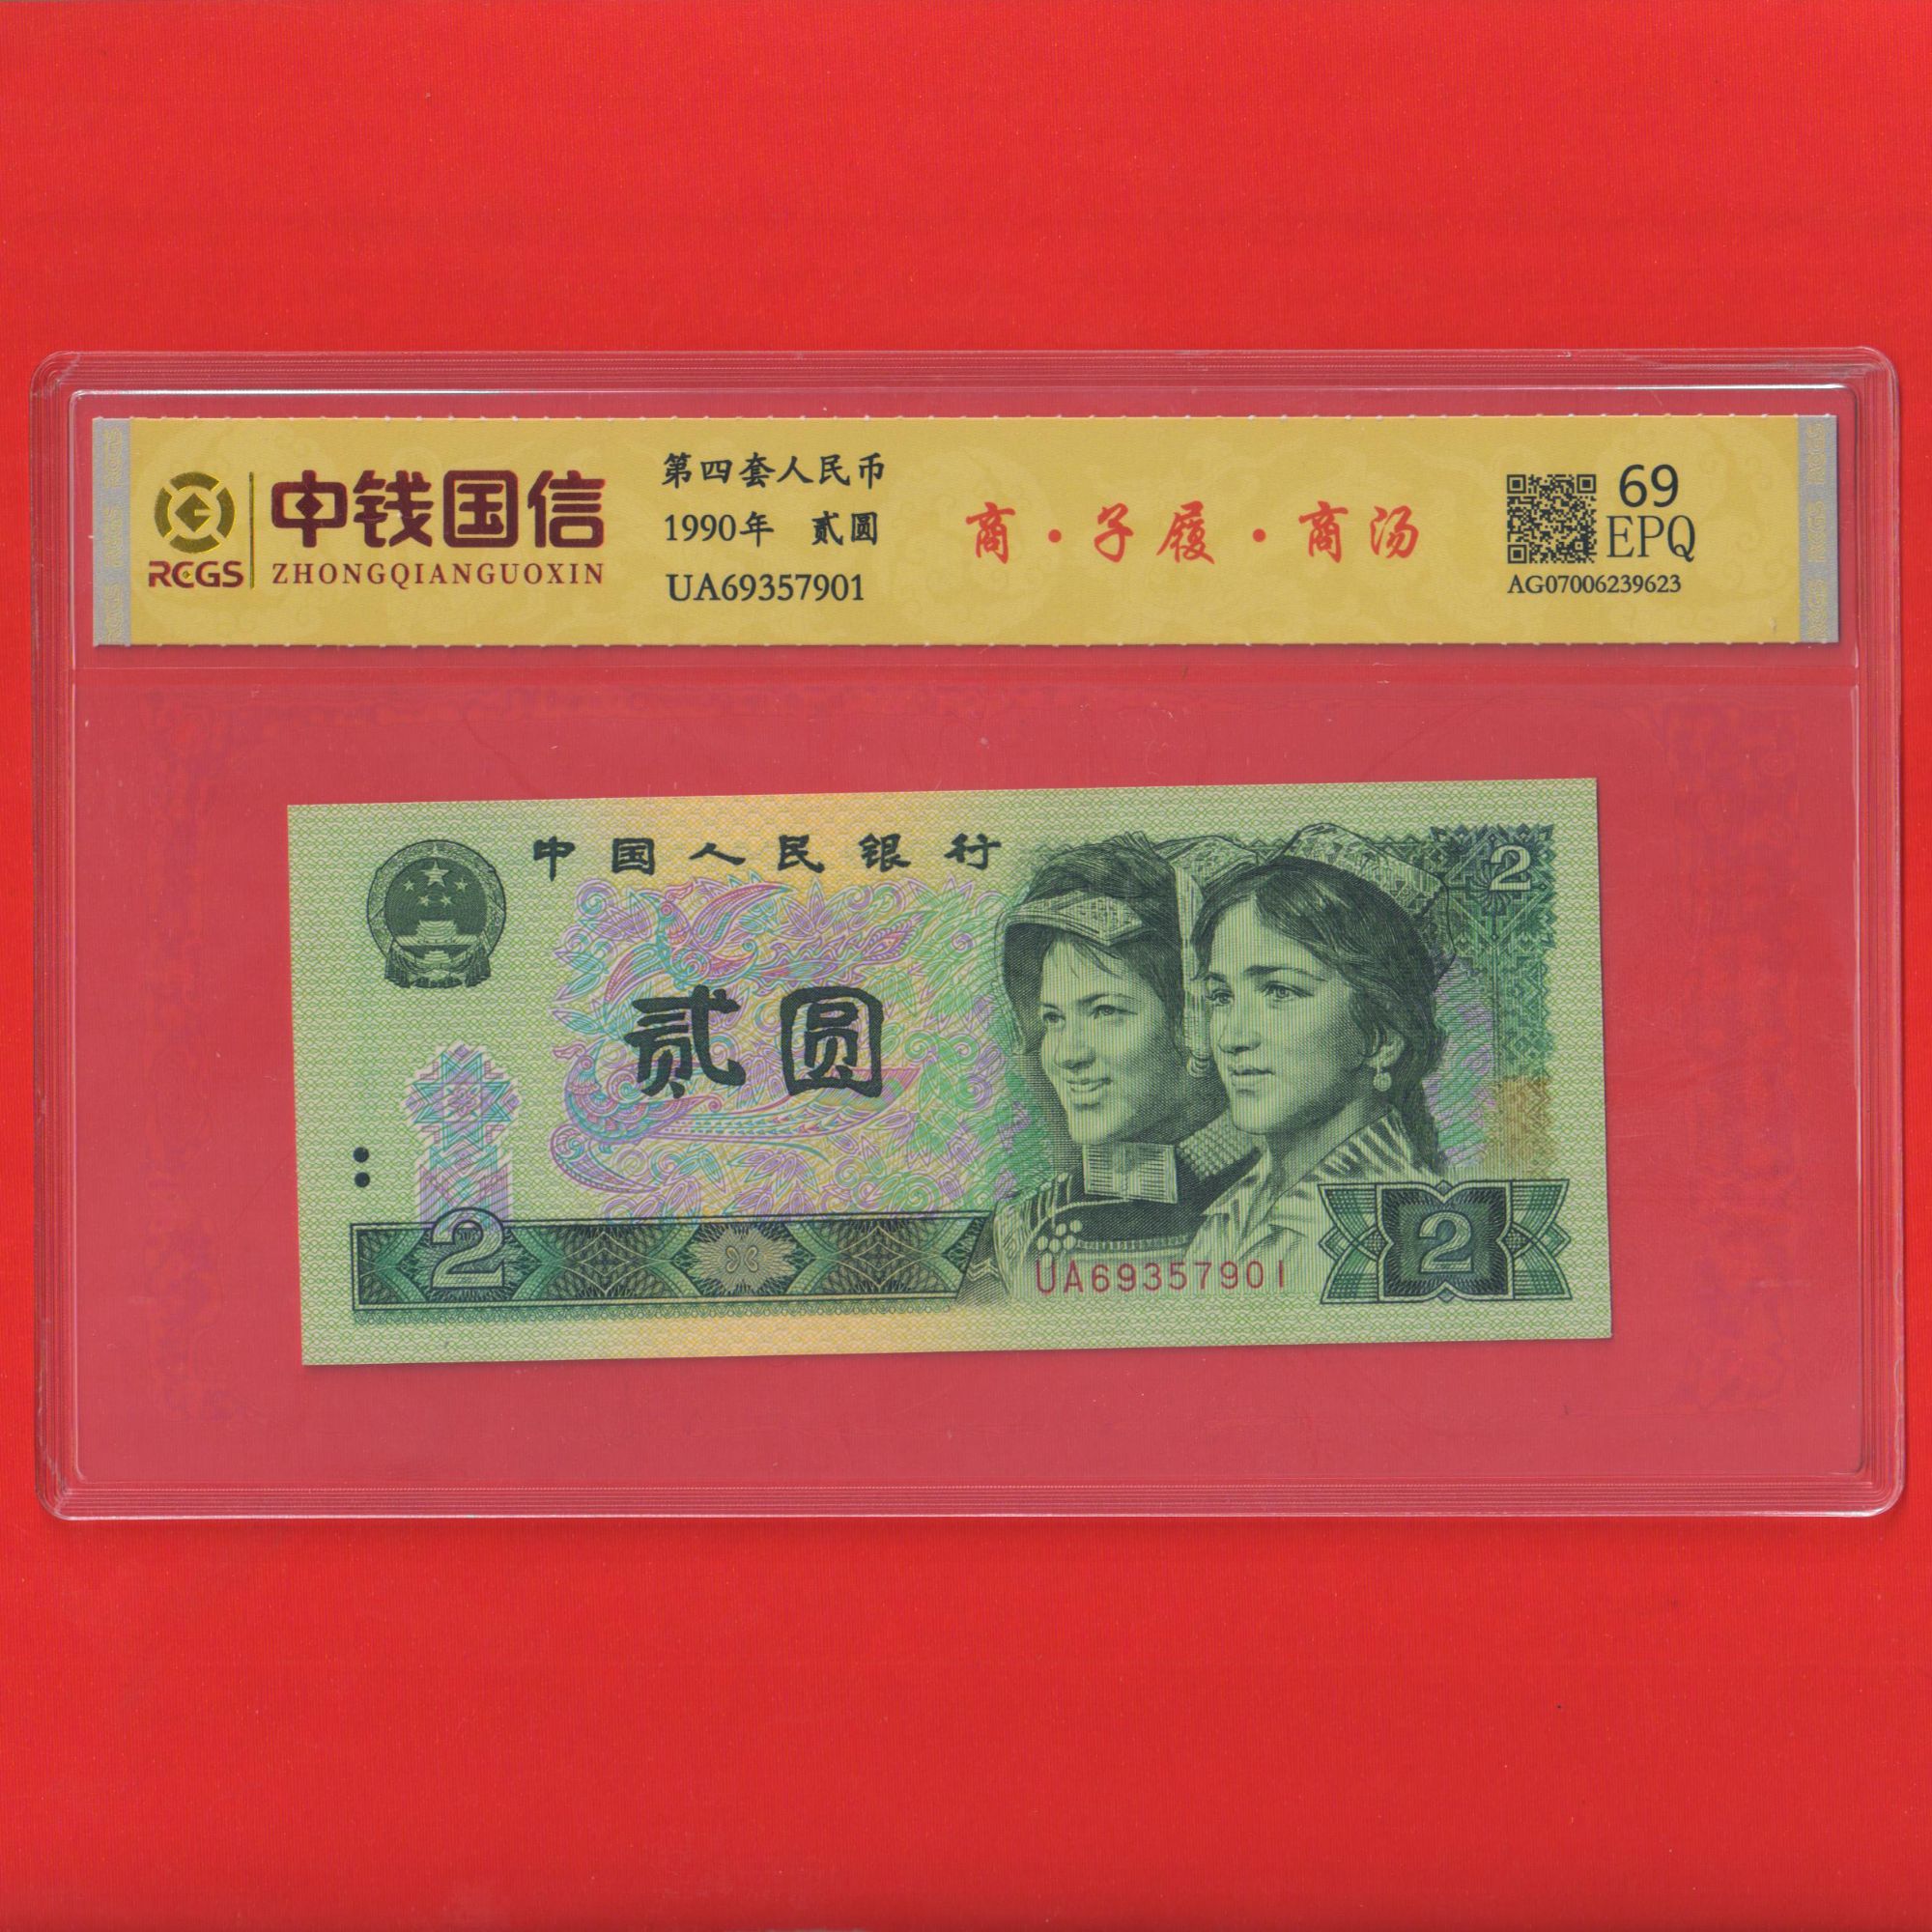 RCGS
中钱国信
ZHONGQIANGUOXIN
第四套人民币
1990年 贰圆
UA69357901
商·子履·商汤
69
EPQ
AG07006239623
中国人民银行
2
贰圆
2
UA69357901
2